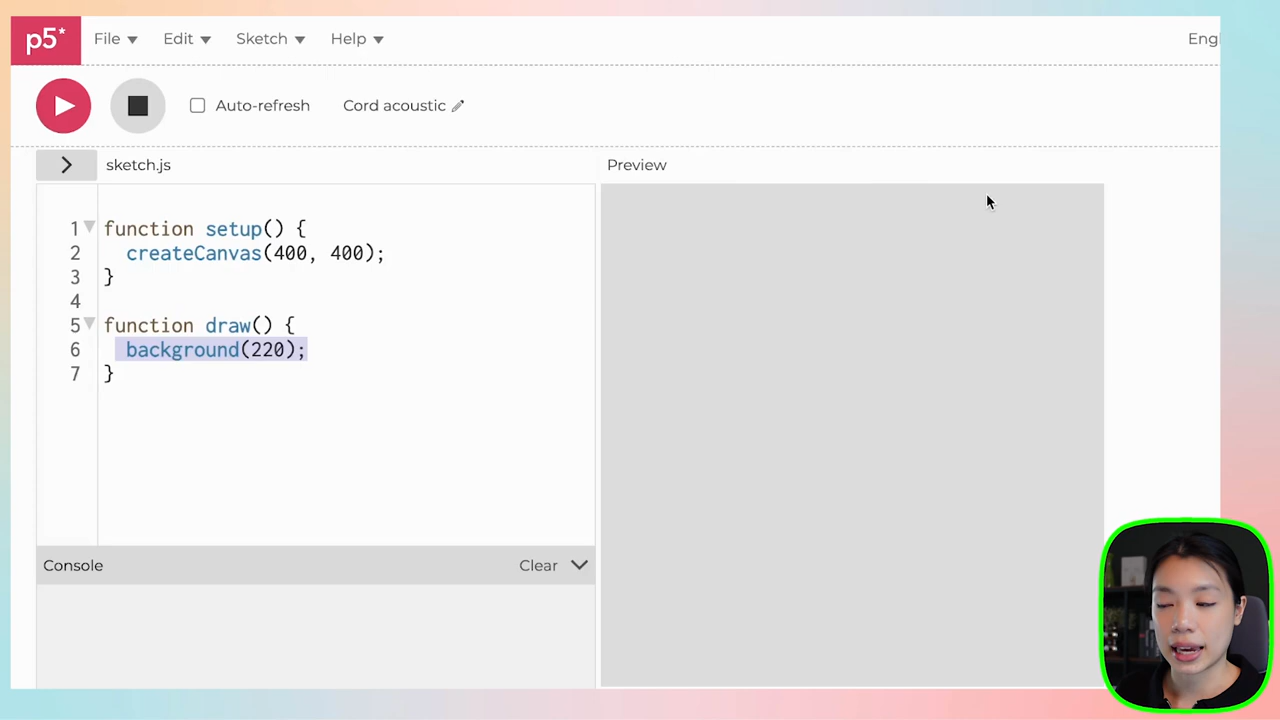 p5* File Edit Sketch Help Engl
Auto-refresh Cord acoustic
sketch.js Preview
1 function setup() {
2 createCanvas(400, 400);
3 }
4
5 function draw() {
6 background(220);
7 }
Console Clear